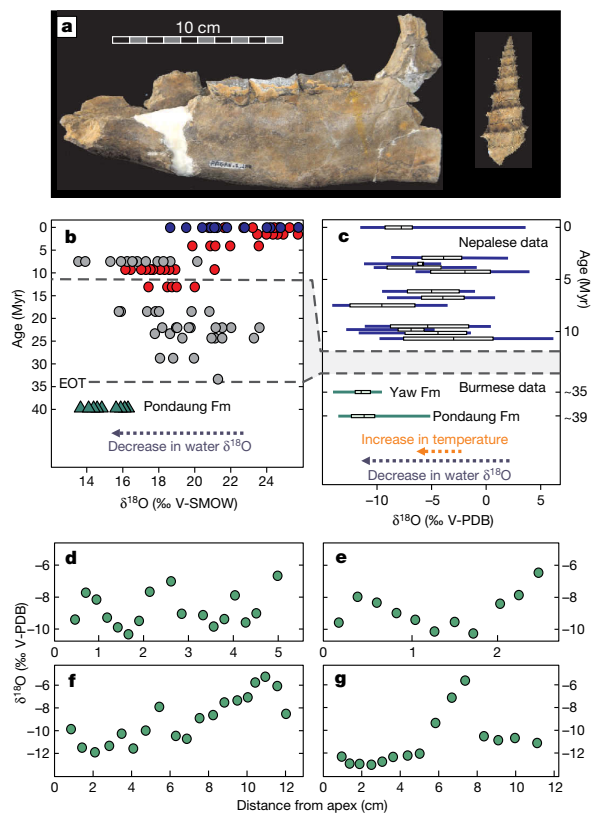 a
10 cm
b
c
0
5
10
15
20
25
30
35
40
Age (Myr)
EOT
Pondaung Fm
Decrease in water δ18O
14 16 18 20 22 24
δ18O (‰ V-SMOW)
Nepalese data
Burmese data
Yaw Fm
Pondaung Fm
Increase in temperature
Decrease in water δ18O
0
5
10
~35
~39
Age (Myr)
−10 −5 0 5
δ18O (‰ V-PDB)
d
−6
−8
−10
0 1 2 3 4 5
e
−6
−8
−10
0 1 2
f
−6
−8
−10
−12
0 2 4 6 8 10 12
g
−6
−8
−10
−12
0 2 4 6 8 10 12
δ18O (‰ V-PDB)
Distance from apex (cm)